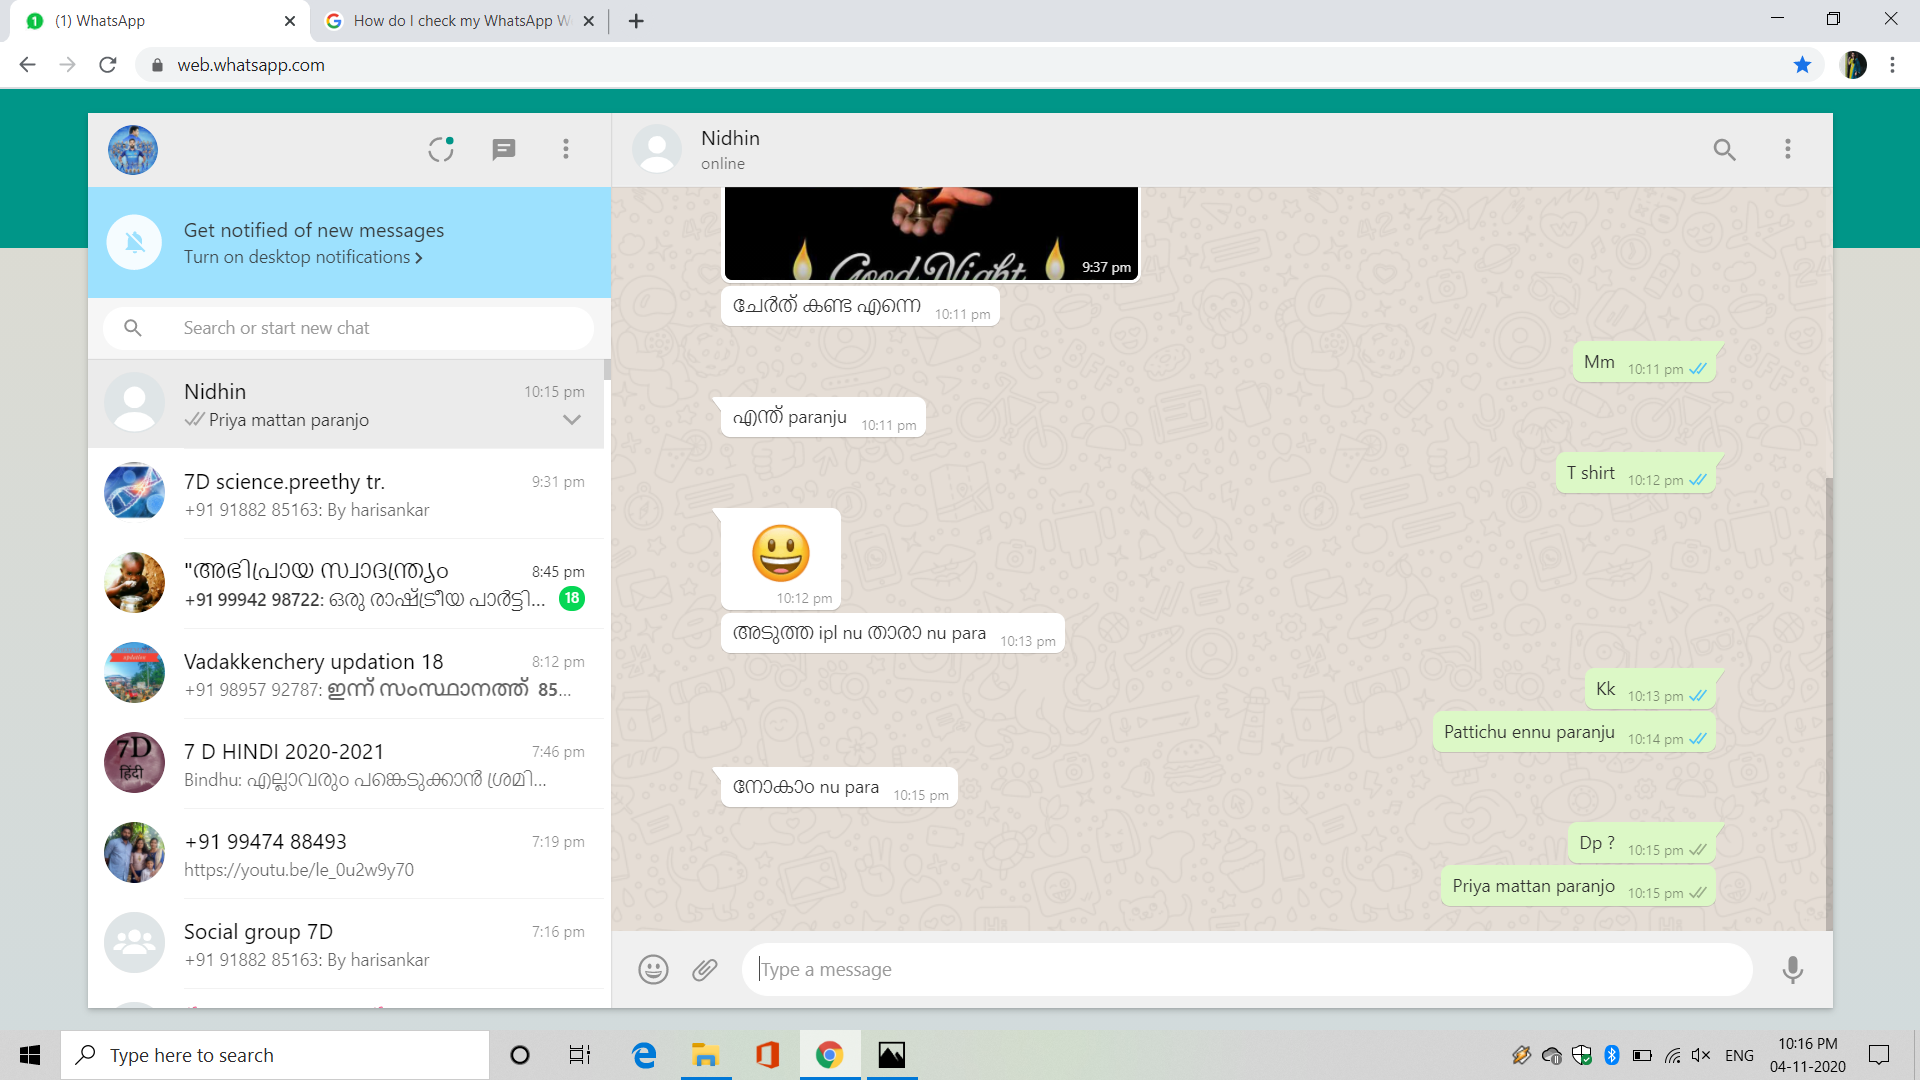 (1) WhatsApp
How do I check my WhatsApp W
web.whatsapp.com
Get notified of new messages
Turn on desktop notifications
Search or start new chat
Nidhin 10:15 pm
Priya mattan paranjo
7D science.preethy tr. 9:31 pm
+91 91882 85163: By harisankar
"അഭിപ്രായ സ്വാദന്ത്ര്യം 8:45 pm
+91 99942 98722: ഒരു രാഷ്ട്രീയ പാർട്ടി... 18
Vadakkenchery updation 18 8:12 pm
+91 98957 92787: ഇന്ന് സംസ്ഥാനത്ത് 85...
7D
हिंदी
7 D HINDI 2020-2021 7:46 pm
Bindhu: എല്ലാവരും പങ്കെടുക്കാൻ ശ്രമി...
+91 99474 88493 7:19 pm
https://youtu.be/le_0u2w9y70
Social group 7D 7:16 pm
+91 91882 85163: By harisankar
Nidhin
online
Good Night
9:37 pm
ചേർത് കണ്ട എന്നെ 10:11 pm
Mm 10:11 pm
എന്ത് paranju 10:11 pm
T shirt 10:12 pm
10:12 pm
അടുത്ത ipl nu താരാ nu para 10:13 pm
Kk 10:13 pm
Pattichu ennu paranju 10:14 pm
നോകാം nu para 10:15 pm
Dp ? 10:15 pm
Priya mattan paranjo 10:15 pm
Type a message
Type here to search
ENG
10:16 PM
04-11-2020